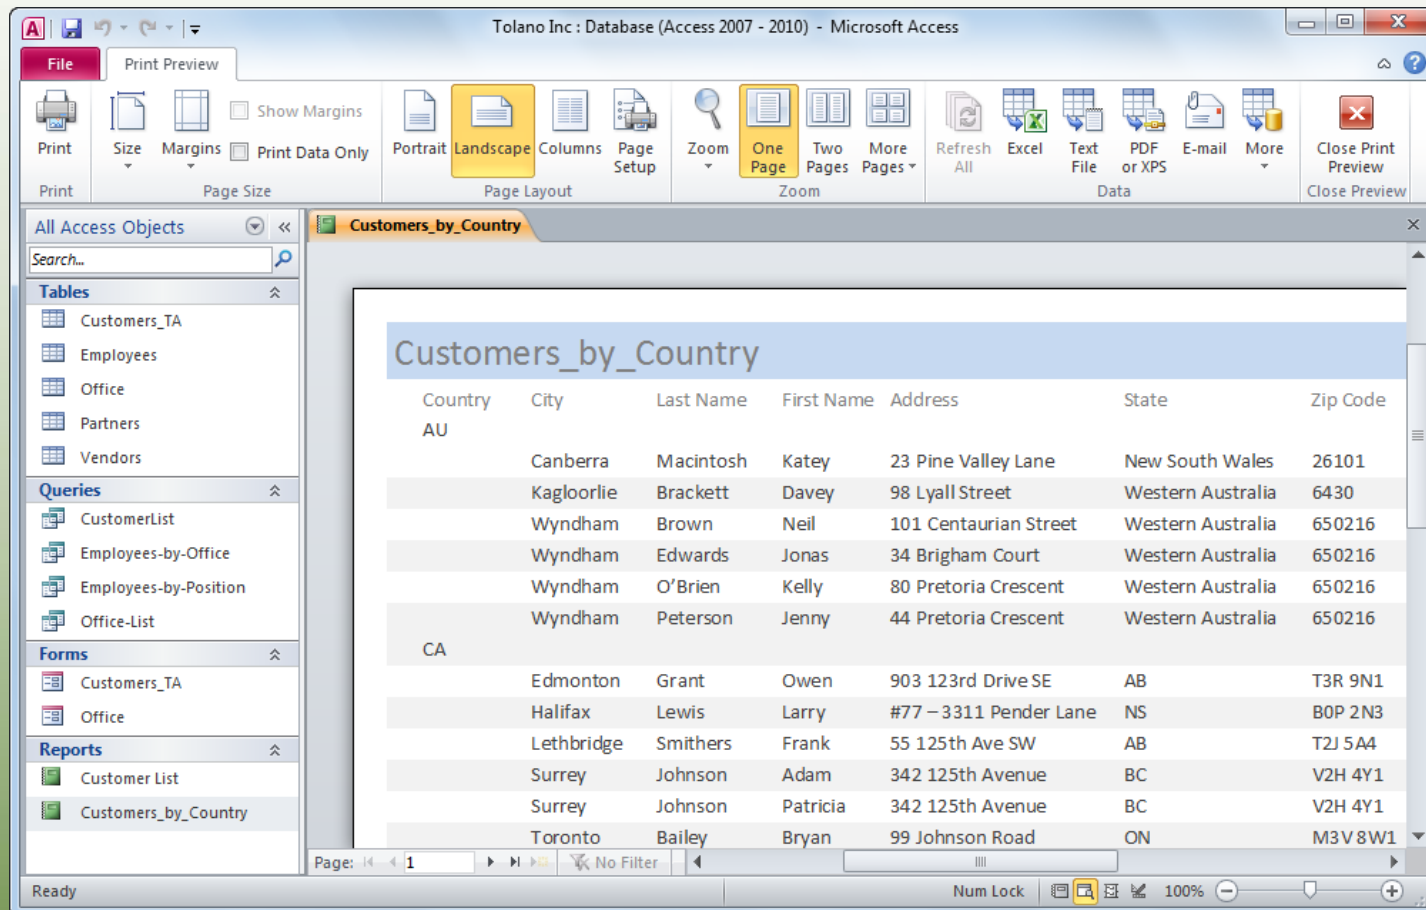 Tolano Inc : Database (Access 2007 - 2010) - Microsoft Access
File Print Preview
Print Size Margins Show Margins Print Data Only Portrait Landscape Columns Page Setup Zoom One Page Two Pages More Pages Refresh All Excel Text File PDF or XPS E-mail More Close Print Preview
Print Page Size Page Layout Zoom Data Close Preview
All Access Objects
Search...
Tables
Customers_TA
Employees
Office
Partners
Vendors
Queries
CustomerList
Employees-by-Office
Employees-by-Position
Office-List
Forms
Customers_TA
Office
Reports
Customer List
Customers_by_Country
Customers_by_Country
Customers_by_Country
Country City Last Name First Name Address State Zip Code
AU
Canberra Macintosh Katey 23 Pine Valley Lane New South Wales 26101
Kagloorlie Brackett Davey 98 Lyall Street Western Australia 6430
Wyndham Brown Neil 101 Centaurian Street Western Australia 650216
Wyndham Edwards Jonas 34 Brigham Court Western Australia 650216
Wyndham O’Brien Kelly 80 Pretoria Crescent Western Australia 650216
Wyndham Peterson Jenny 44 Pretoria Crescent Western Australia 650216
CA
Edmonton Grant Owen 903 123rd Drive SE AB T3R 9N1
Halifax Lewis Larry #77 – 3311 Pender Lane NS B0P 2N3
Lethbridge Smithers Frank 55 125th Ave SW AB T2J 5A4
Surrey Johnson Adam 342 125th Avenue BC V2H 4Y1
Surrey Johnson Patricia 342 125th Avenue BC V2H 4Y1
Toronto Bailey Bryan 99 Johnson Road ON M3V 8W1
Page: 1 No Filter
Ready Num Lock 100%